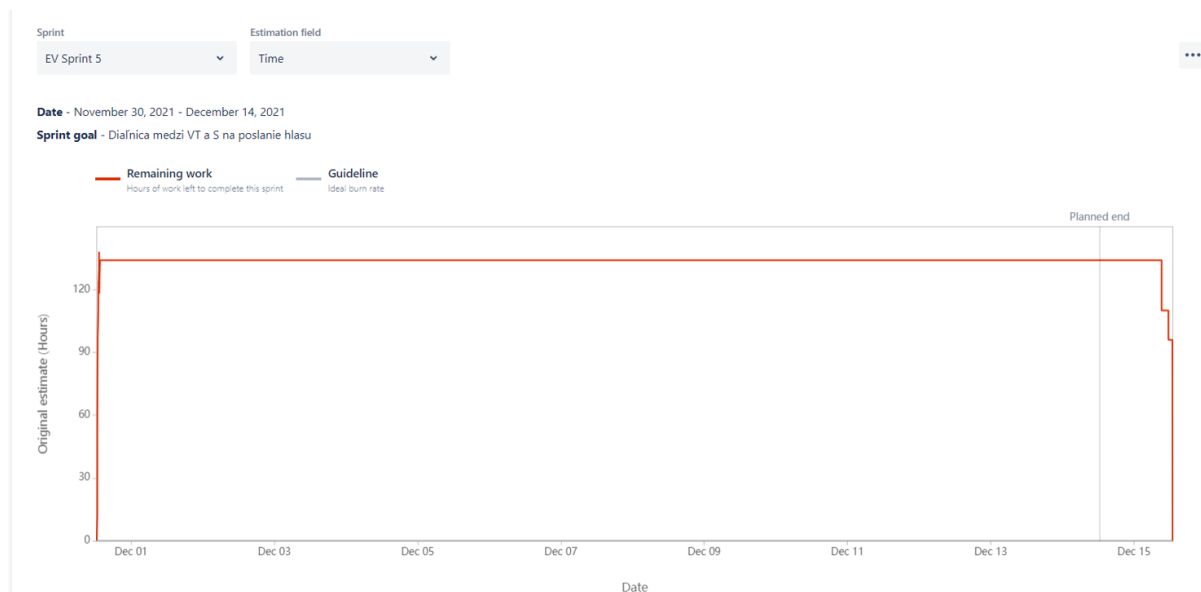 Sprint
Estimation field
EV Sprint 5
Time
Date - November 30, 2021 - December 14, 2021
Sprint goal - Diaľnica medzi VT a S na poslanie hlasu
Remaining work
Hours of work left to complete this sprint
Guideline
Ideal burn rate
Planned end
Original estimate (Hours)
120
90
60
30
0
Dec 01
Dec 03
Dec 05
Dec 07
Dec 09
Dec 11
Dec 13
Dec 15
Date